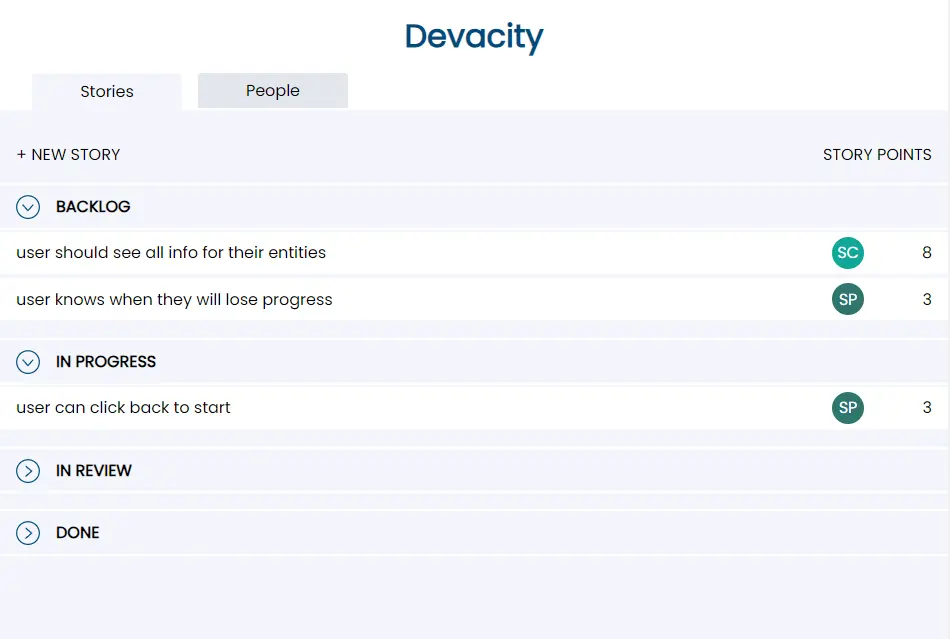 Devacity
Stories People
+ NEW STORY STORY POINTS
BACKLOG
user should see all info for their entities SC 8
user knows when they will lose progress SP 3
IN PROGRESS
user can click back to start SP 3
IN REVIEW
DONE